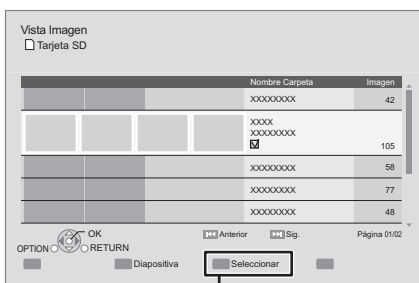 Vista Imagen
Tarjeta SD
Nombre Carpeta Imagen
XXXXXXXX 42
XXXX
XXXXXXXX
105
XXXXXXXX 58
XXXXXXXX 77
XXXXXXXX 48
OK
OPTION RETURN
Anterior Sig. Página 01/02
Diapositiva Seleccionar